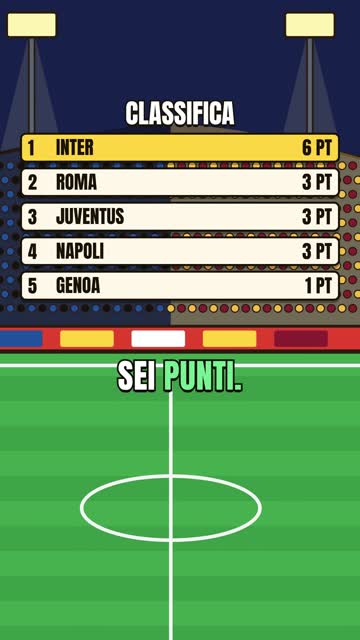 CLASSIFICA
1 INTER 6 PT
2 ROMA 3 PT
3 JUVENTUS 3 PT
4 NAPOLI 3 PT
5 GENOA 1 PT
SEI PUNTI.